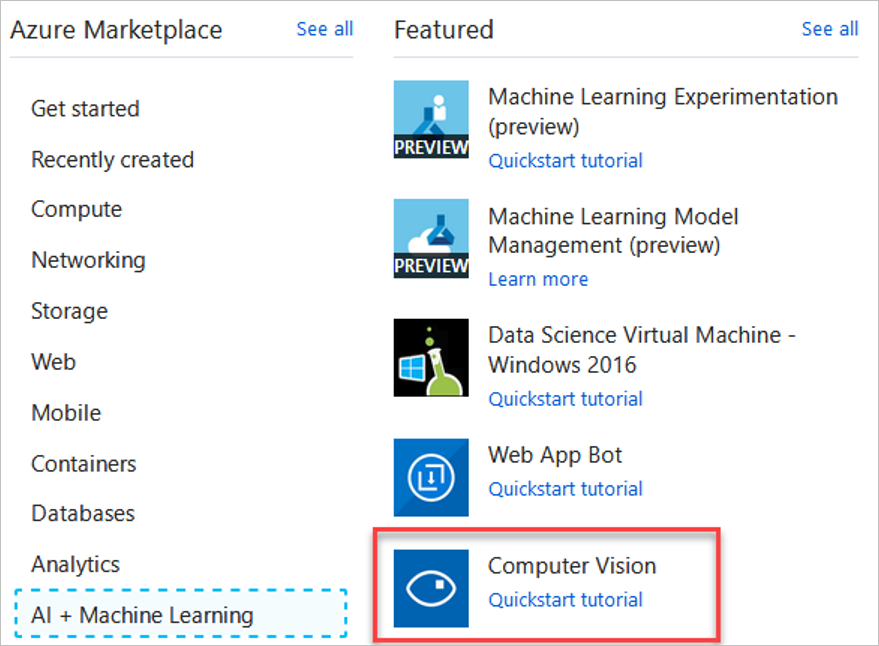 Azure Marketplace
See all
Get started
Recently created
Compute
Networking
Storage
Web
Mobile
Containers
Databases
Analytics
AI + Machine Learning
Featured
See all
PREVIEW
Machine Learning Experimentation
(preview)
Quickstart tutorial
PREVIEW
Machine Learning Model
Management (preview)
Learn more
Data Science Virtual Machine -
Windows 2016
Quickstart tutorial
Web App Bot
Quickstart tutorial
Computer Vision
Quickstart tutorial